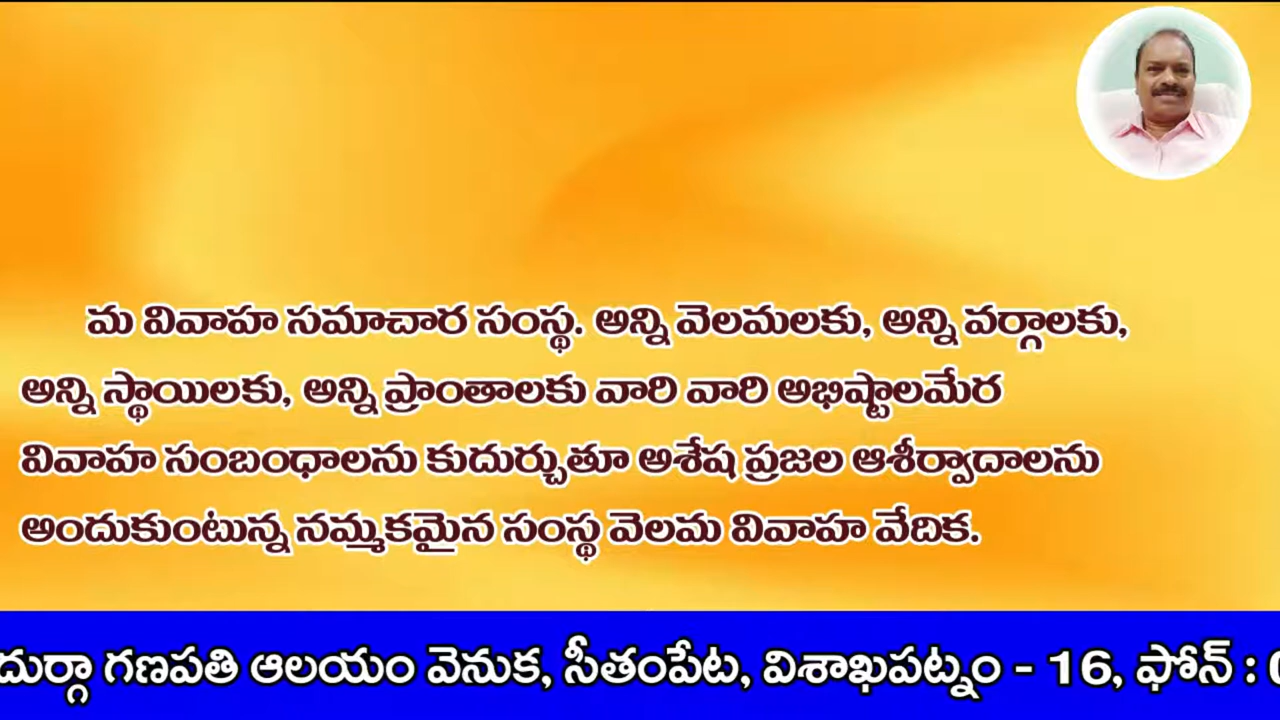 మ వివాహ సమాచార సంస్థ. అన్ని వెలమలకు, అన్ని వర్గాలకు,
అన్ని స్థాయిలకు, అన్ని ప్రాంతాలకు వారి వారి అభిష్టాలమేర
వివాహ సంబంధాలను కుదుర్చుతూ అశేష ప్రజల ఆశీర్వాదాలను
అందుకుంటున్న నమ్మకమైన సంస్థ వెలమ వివాహ వేదిక.
దుర్గా గణపతి ఆలయం వెనుక, సీతంపేట, విశాఖపట్నం - 16, ఫోన్ :